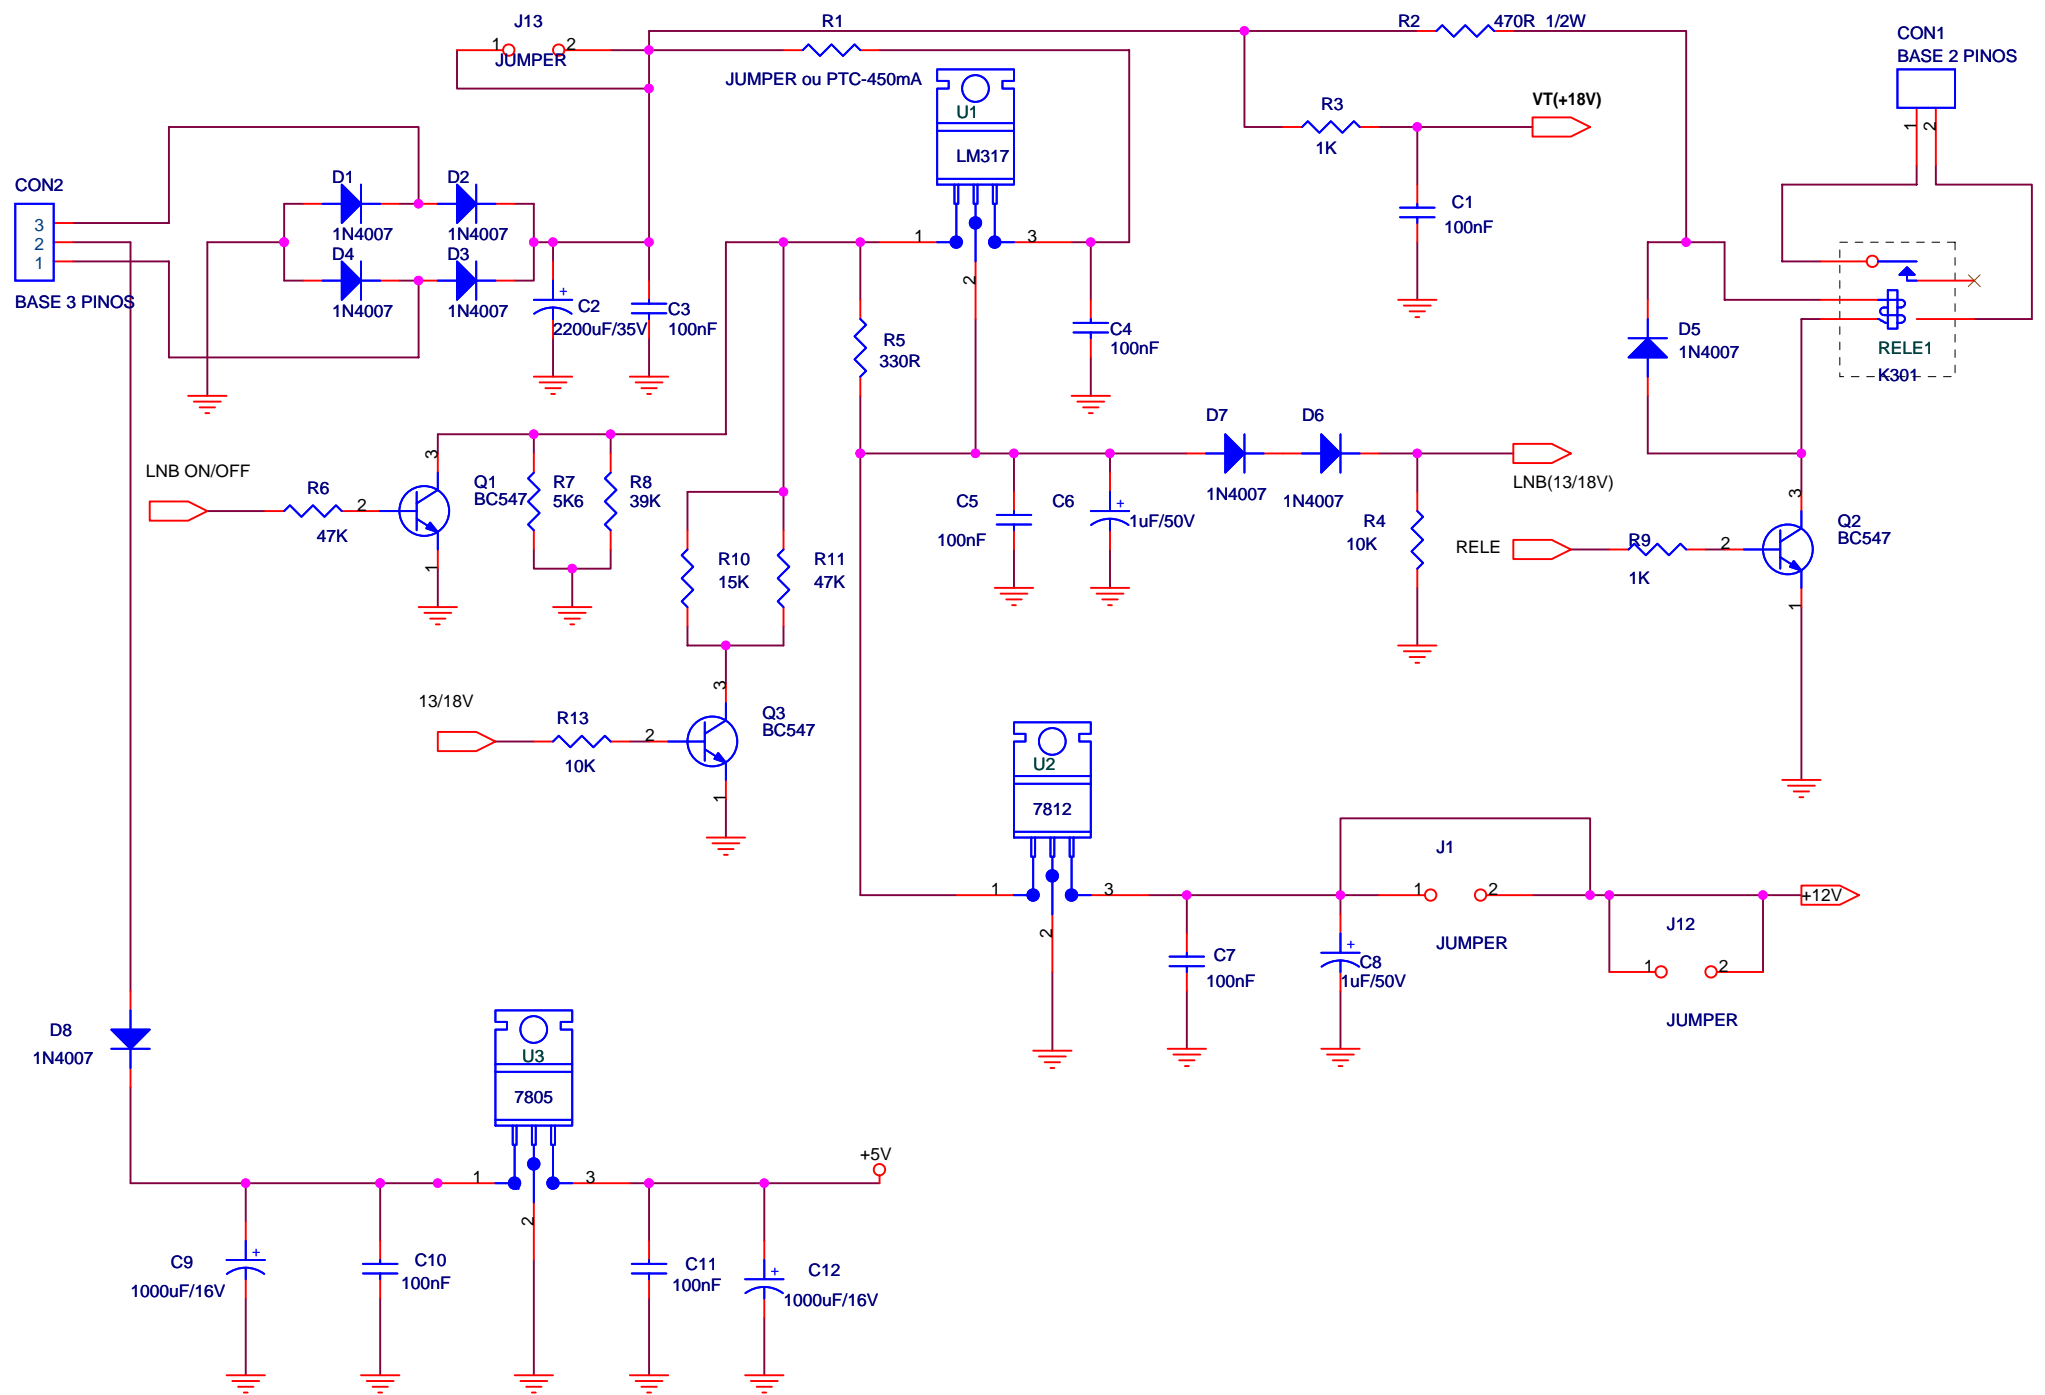 J13
1
2
JUMPER
R1
JUMPER ou PTC-450mA
R2
470R 1/2W
CON1
BASE 2 PINOS
1
2
U1
LM317
1
2
3
R3
1K
VT(+18V)
C1
100nF
CON2
3
2
1
BASE 3 PINOS
D1
1N4007
D2
1N4007
D4
1N4007
D3
1N4007
C2
2200uF/35V
C3
100nF
R5
330R
C4
100nF
D5
1N4007
RELE1
K301
LNB ON/OFF
R6
47K
2
3
1
Q1
BC547
R7
5K6
R8
39K
R10
15K
R11
47K
C5
100nF
C6
1uF/50V
D7
1N4007
D6
1N4007
LNB(13/18V)
R4
10K
RELE
R9
1K
2
3
1
Q2
BC547
13/18V
R13
10K
2
3
1
Q3
BC547
U2
7812
1
2
3
C7
100nF
C8
1uF/50V
J1
1
2
JUMPER
+12V
J12
1
2
JUMPER
D8
1N4007
U3
7805
1
2
3
+5V
C9
1000uF/16V
C10
100nF
C11
100nF
C12
1000uF/16V
+
+
+
+
+